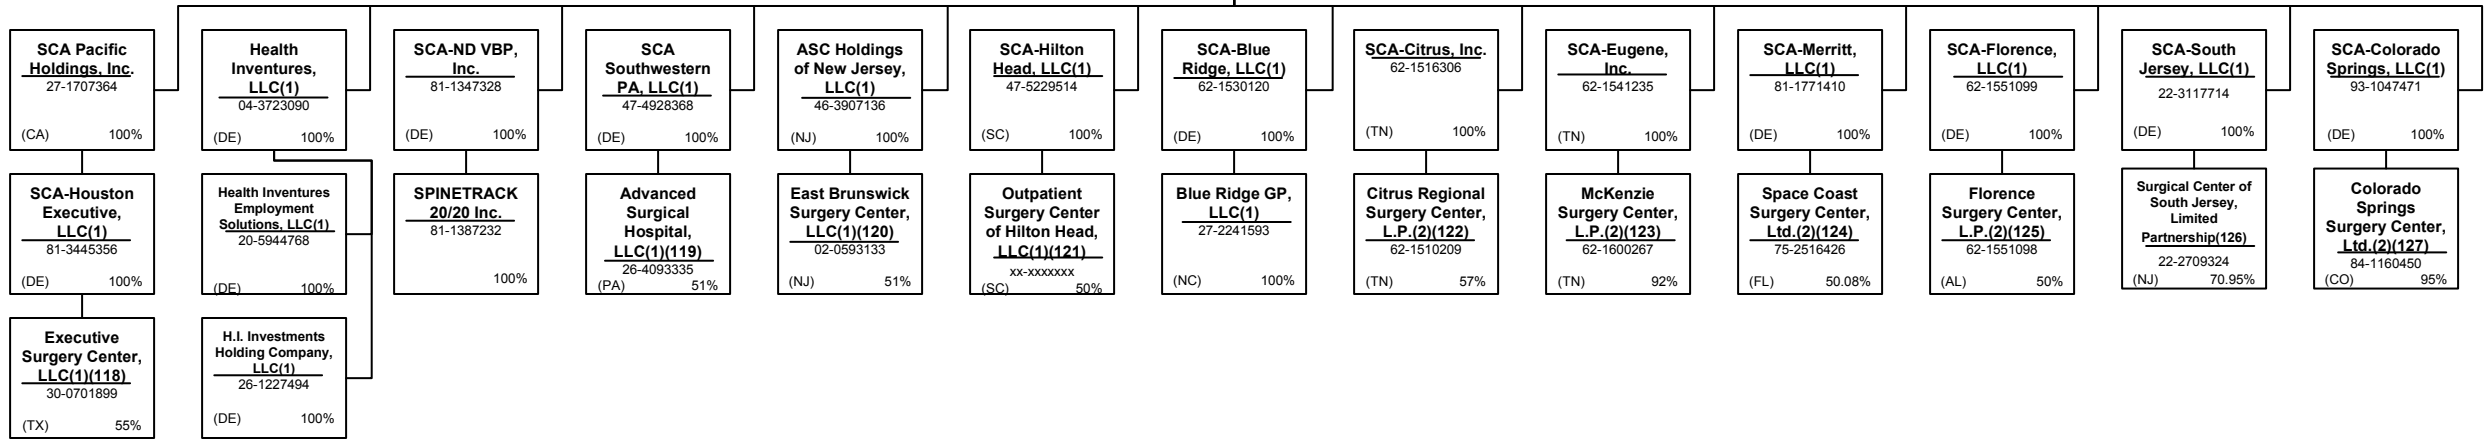 SCA Pacific
Holdings, Inc.
27-1707364
(CA) 100%
Health
Inventures,
LLC(1)
04-3723090
(DE) 100%
SCA-ND VBP,
Inc.
81-1347328
(DE) 100%
SCA
Southwestern
PA, LLC(1)
47-4928368
(DE) 100%
ASC Holdings
of New Jersey,
LLC(1)
46-3907136
(NJ) 100%
SCA-Hilton
Head, LLC(1)
47-5229514
(SC) 100%
SCA-Blue
Ridge, LLC(1)
62-1530120
(DE) 100%
SCA-Citrus, Inc.
62-1516306
(TN) 100%
SCA-Eugene,
Inc.
62-1541235
(TN) 100%
SCA-Merritt,
LLC(1)
81-1771410
(DE) 100%
SCA-Florence,
LLC(1)
62-1551099
(DE) 100%
SCA-South
Jersey, LLC(1)
22-3117714
(DE) 100%
SCA-Colorado
Springs, LLC(1)
93-1047471
(DE) 100%
SCA-Houston
Executive,
LLC(1)
81-3445356
(DE) 100%
Health Inventures
Employment
Solutions, LLC(1)
20-5944768
(DE) 100%
SPINETRACK
20/20 Inc.
81-1387232
100%
Advanced
Surgical
Hospital,
LLC(1)(119)
26-4093335
(PA) 51%
East Brunswick
Surgery Center,
LLC(1)(120)
02-0593133
(NJ) 51%
Outpatient
Surgery Center
of Hilton Head,
LLC(1)(121)
xx-xxxxxxx
(SC) 50%
Blue Ridge GP,
LLC(1)
27-2241593
(NC) 100%
Citrus Regional
Surgery Center,
L.P.(2)(122)
62-1510209
(TN) 57%
McKenzie
Surgery Center,
L.P.(2)(123)
62-1600267
(TN) 92%
Space Coast
Surgery Center,
Ltd.(2)(124)
75-2516426
(FL) 50.08%
Florence
Surgery Center,
L.P.(2)(125)
62-1551098
(AL) 50%
Surgical Center of
South Jersey,
Limited
Partnership(126)
22-2709324
(NJ) 70.95%
Colorado
Springs
Surgery Center,
Ltd.(2)(127)
84-1160450
(CO) 95%
Executive
Surgery Center,
LLC(1)(118)
30-0701899
(TX) 55%
H.I. Investments
Holding Company,
LLC(1)
26-1227494
(DE) 100%